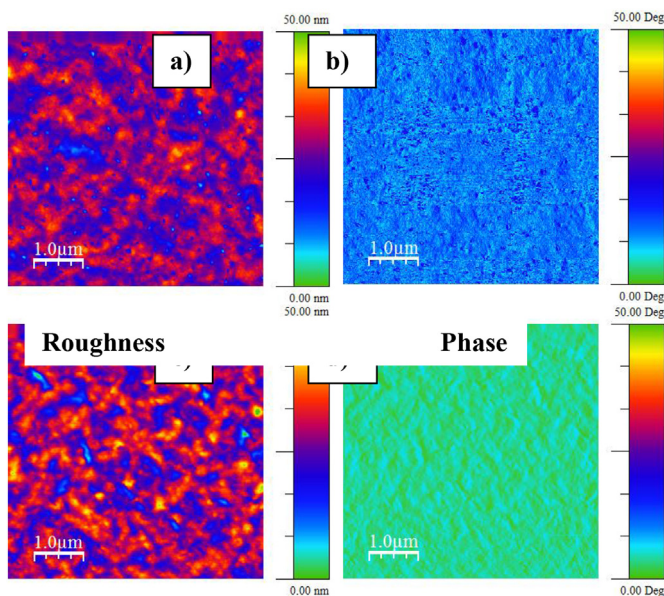 50.00 nm
50.00 Deg
a)
b)
1.0µm
1.0µm
0.00 nm
0.00 Deg
50.00 nm
50.00 Deg
Roughness
Phase
1.0µm
1.0µm
0.00 nm
0.00 Deg